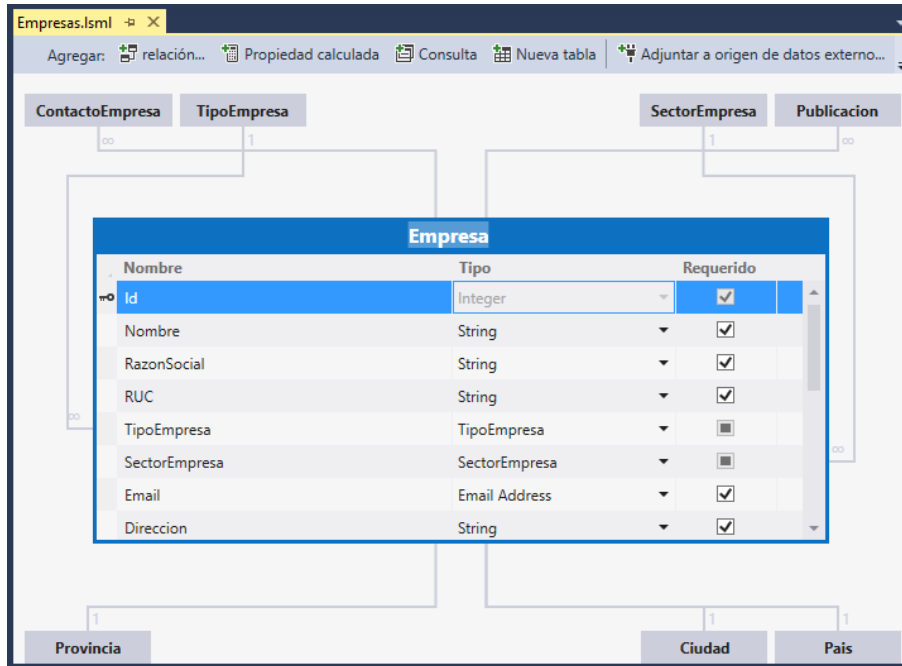 Empresas.lsml
Agregar: relación... Propiedad calculada Consulta Nueva tabla Adjuntar a origen de datos externo...
ContactoEmpresa TipoEmpresa SectorEmpresa Publicacion
∞ 1 1 ∞
Empresa
Nombre Tipo Requerido
Id Integer
Nombre String
RazonSocial String
RUC String
∞
TipoEmpresa TipoEmpresa
∞
SectorEmpresa SectorEmpresa
Email Email Address
Direccion String
1 1 1
Provincia Ciudad Pais